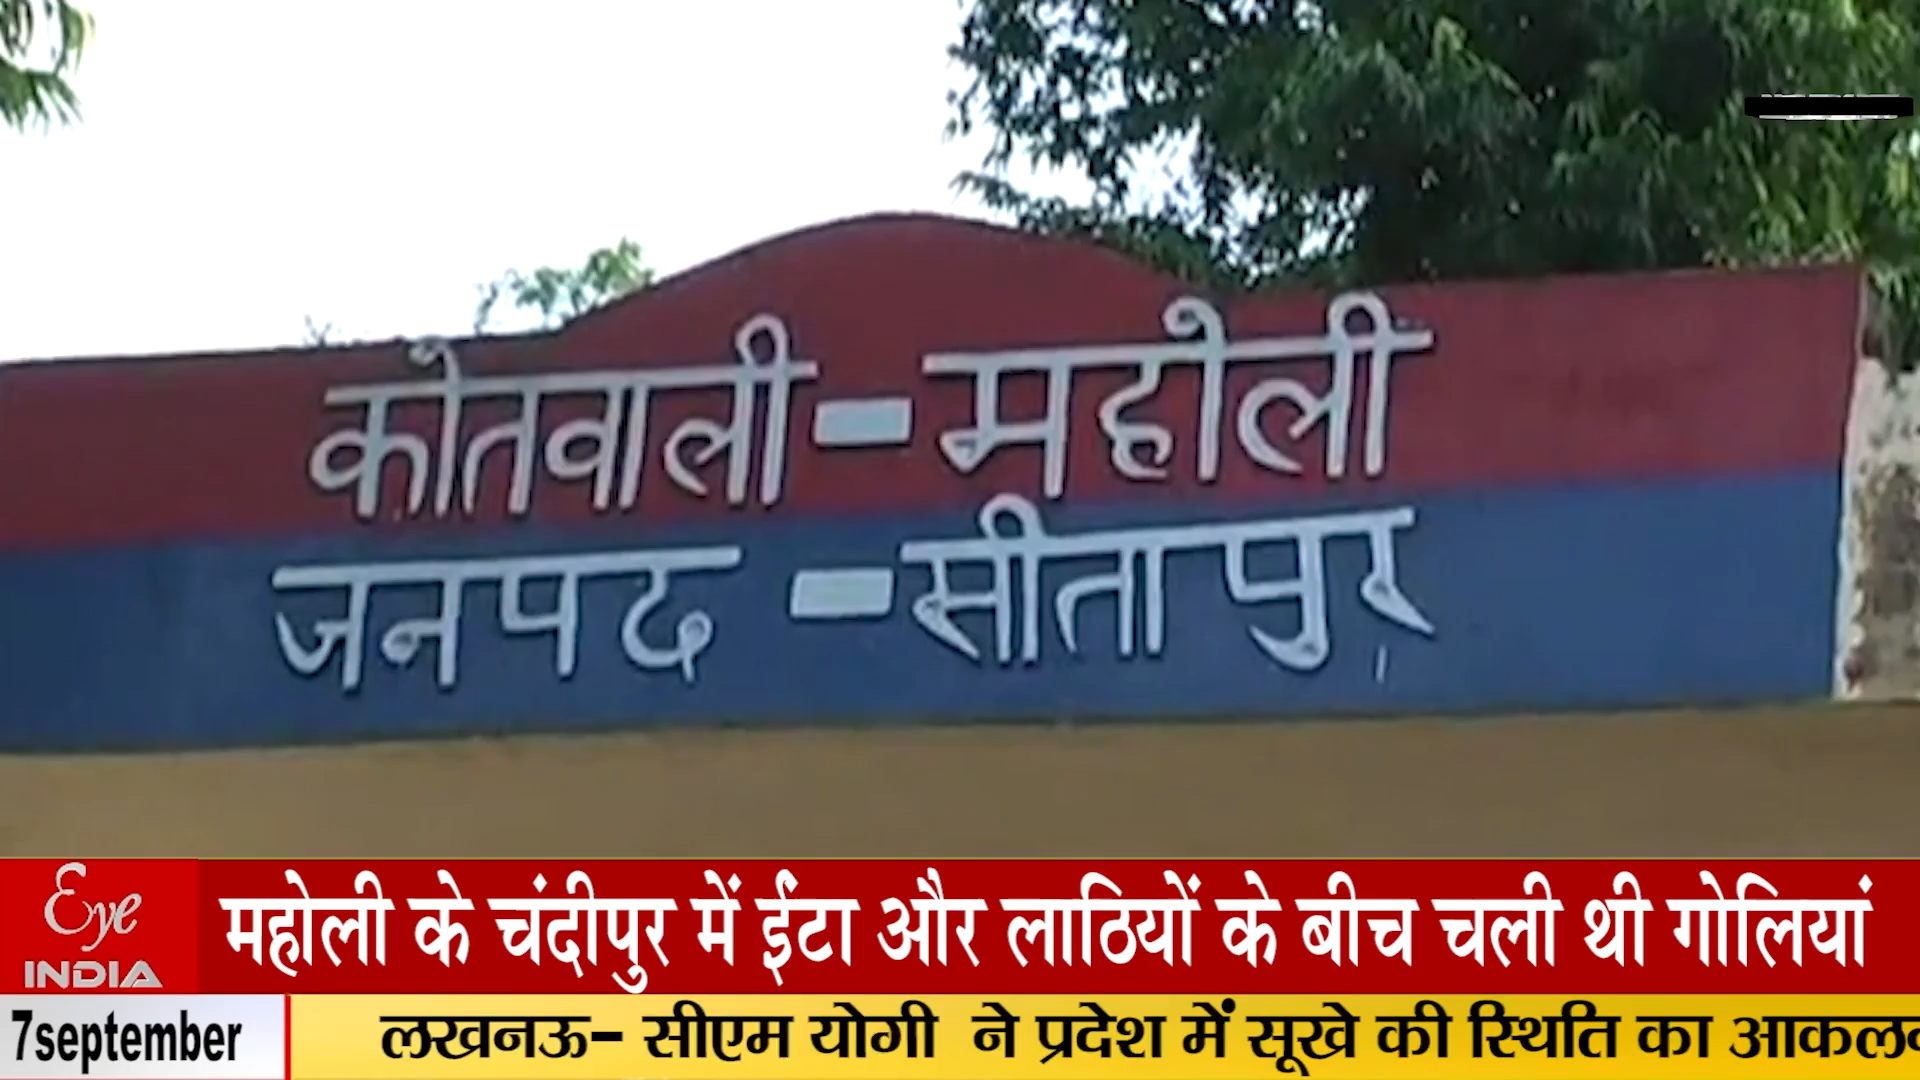 कोतवाली-महोली
जनपद-सीतापुर
Eye
INDIA
महोली के चंदीपुर में ईंटा और लाठियों के बीच चली थी गोलियां
7september
लखनऊ- सीएम योगी ने प्रदेश में सूखे की स्थिति का